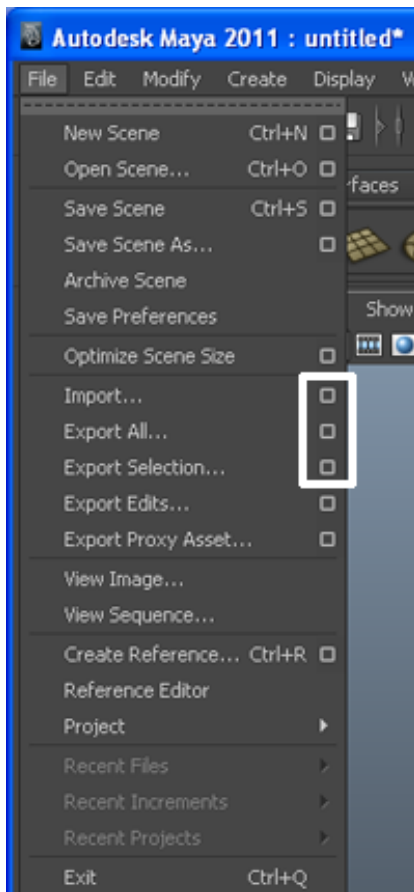 Autodesk Maya 2011 : untitled*
File Edit Modify Create Display
New Scene Ctrl+N
Open Scene... Ctrl+O
Save Scene Ctrl+S
Save Scene As...
Archive Scene
Save Preferences
Optimize Scene Size
Import...
Export All...
Export Selection...
Export Edits...
Export Proxy Asset...
View Image...
View Sequence...
Create Reference... Ctrl+R
Reference Editor
Project
Recent Files
Recent Increments
Recent Projects
Exit Ctrl+Q
faces
Show